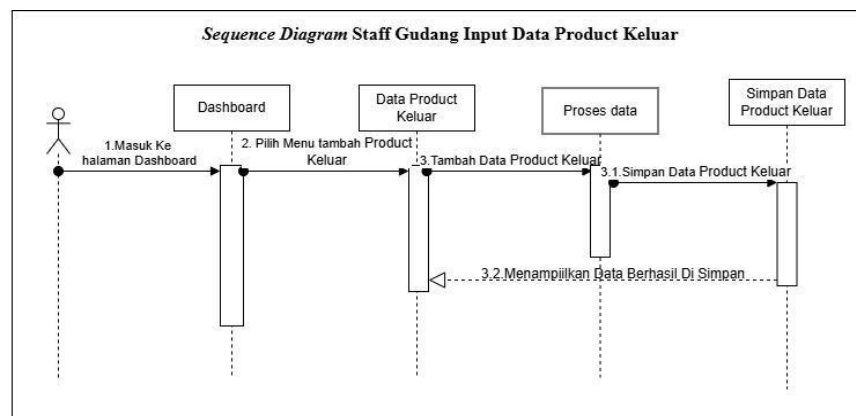 Sequence Diagram Staff Gudang Input Data Product Keluar
Dashboard
Data Product
Keluar
Proses data
Simpan Data
Product Keluar
1.Masuk Ke
halaman Dashboard
2. Pilih Menu tambah Product
Keluar
3.Tambah Data Product Keluar
3.1.Simpan Data Product Keluar
3.2.Menampiilkan Data Berhasil Di Simpan